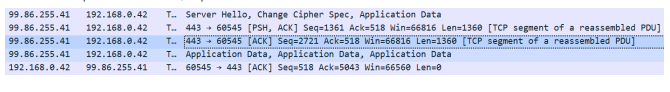 99.86.255.41 192.168.0.42 T… Server Hello, Change Cipher Spec, Application Data
99.86.255.41 192.168.0.42 T… 443 → 60545 [PSH, ACK] Seq=1361 Ack=518 Win=66816 Len=1360 [TCP segment of a reassembled PDU]
99.86.255.41 192.168.0.42 T… 443 → 60545 [ACK] Seq=2721 Ack=518 Win=66816 Len=1360 [TCP segment of a reassembled PDU]
99.86.255.41 192.168.0.42 T… Application Data, Application Data, Application Data
192.168.0.42 99.86.255.41 T… 60545 → 443 [ACK] Seq=518 Ack=5043 Win=66560 Len=0